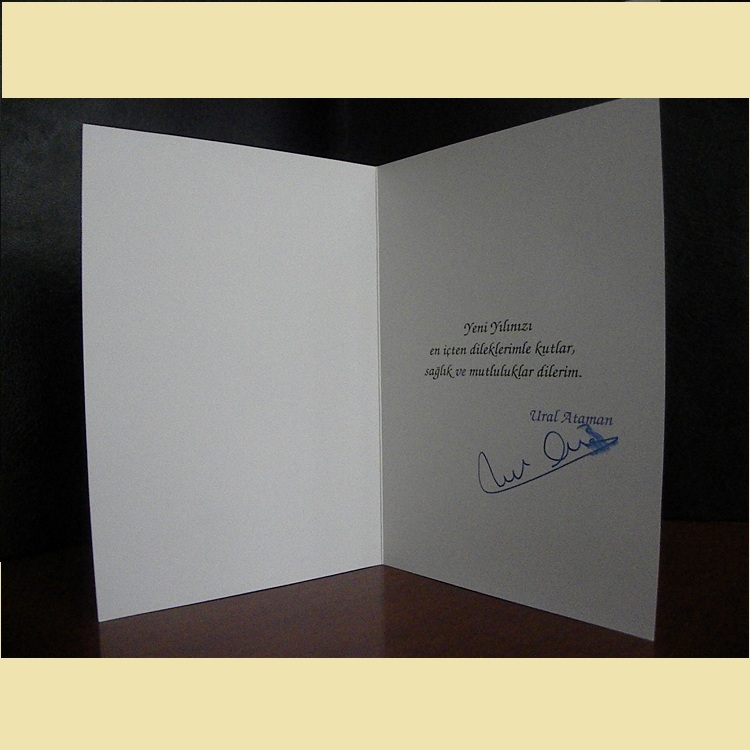 Yeni Yılınızı
en içten dileklerimle kutlar,
sağlık ve mutluluklar dilerim.
Ural Ataman